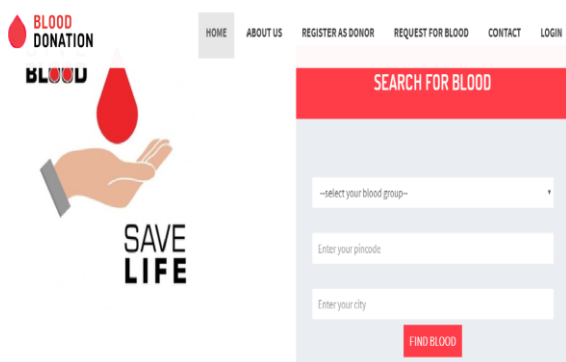 BLOOD
DONATION
HOME ABOUT US REGISTER AS DONOR REQUEST FOR BLOOD CONTACT LOGIN
BLOOD
SAVE
LIFE
SEARCH FOR BLOOD
--select your blood group--
Enter your pincode
Enter your city
FIND BLOOD